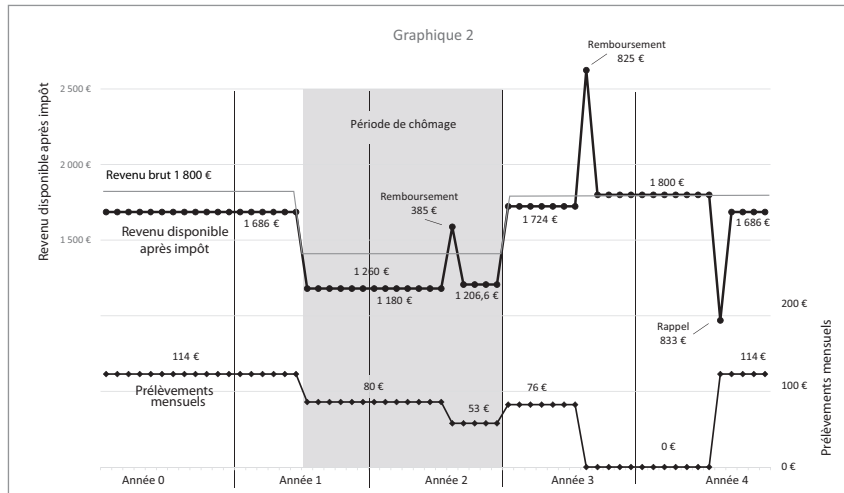 Graphique 2
Remboursement
825 €
2 500 €
Période de chômage
2 000 €
Revenu brut 1 800 €
Remboursement
385 €
1 800 €
1 686 €
1 724 €
1 686 €
Revenu disponible
après impôt
1 500 €
1 260 €
1 180 €
1 206,6 €
200 €
Rappel
833 €
114 €
114 €
Prélèvements
mensuels
80 €
76 €
100 €
53 €
0 €
0 €
Année 0
Année 1
Année 2
Année 3
Année 4
Revenu disponible après impôt
Prélèvements mensuels